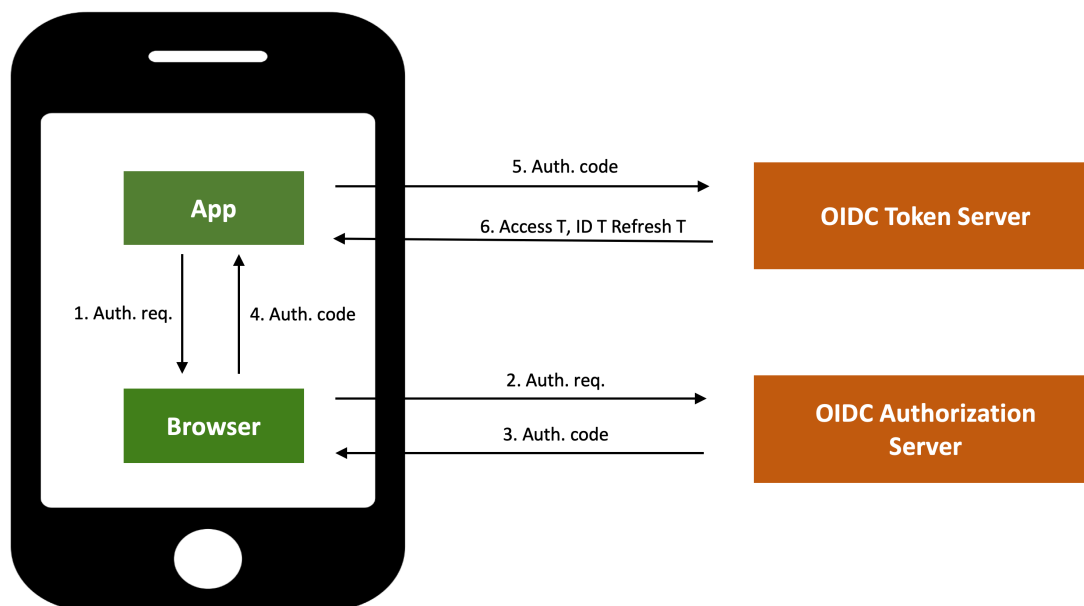 5. Auth. code
App
OIDC Token Server
6. Access T, ID T Refresh T
1. Auth. req.
4. Auth. code
2. Auth. req.
Browser
OIDC Authorization
Server
3. Auth. code